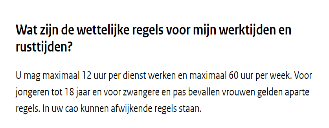 Wat zijn de wettelijke regels voor mijn werktijden en
rusttijden?
U mag maximaal 12 uur per dienst werken en maximaal 60 uur per week. Voor
jongeren tot 18 jaar en voor zwangere en pas bevallen vrouwen gelden aparte
regels. In uw cao kunnen afwijkende regels staan.